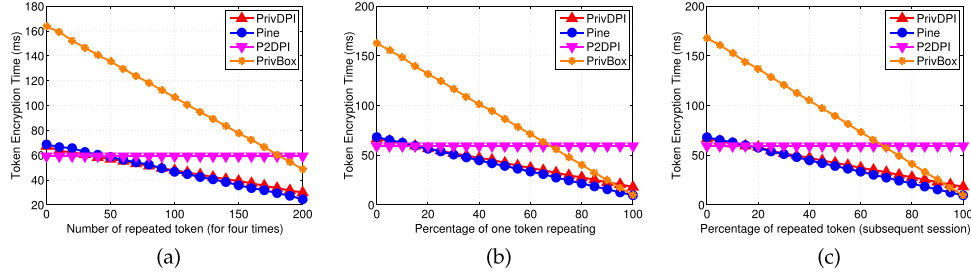 180
160
140
120
100
80
60
40
20
0 50 100 150 200
Token Encryption Time (ms)
Number of repeated token (for four times)
PrivDPI
Pine
P2DPI
PrivBox
(a)
200
150
100
50
0
0 20 40 60 80 100
Token Encryption Time (ms)
Percentage of one token repeating
PrivDPI
Pine
P2DPI
PrivBox
(b)
200
150
100
50
0
0 20 40 60 80 100
Token Encryption Time (ms)
Percentage of repeated token (subsequent session)
PrivDPI
Pine
P2DPI
PrivBox
(c)